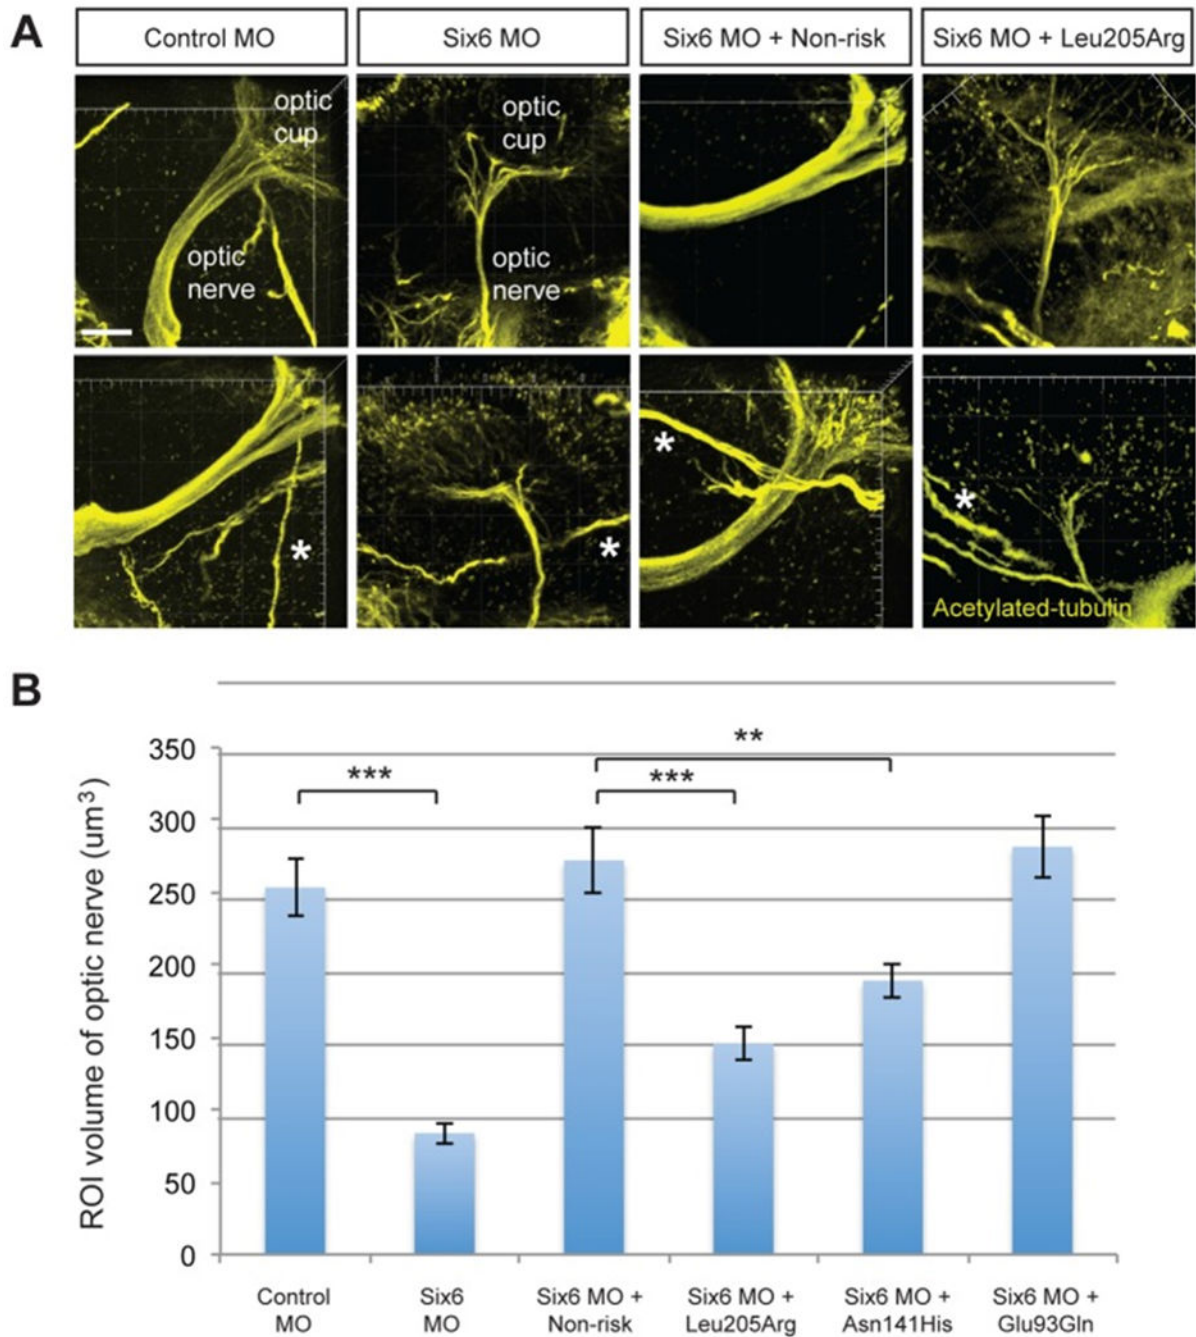 A
Control MO
Six6 MO
Six6 MO + Non-risk
Six6 MO + Leu205Arg
optic
cup
optic
nerve
optic
cup
optic
nerve
*
*
*
*
Acetylated-tubulin
B
ROI volume of optic nerve (um³)
350
300
250
200
150
100
50
0
***
***
**
Control
MO
Six6
MO
Six6 MO +
Non-risk
Six6 MO +
Leu205Arg
Six6 MO +
Asn141His
Six6 MO +
Glu93Gln